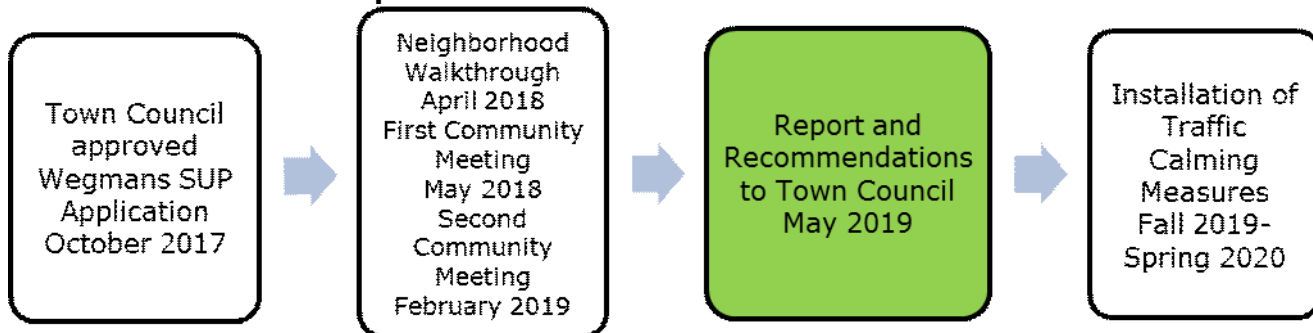 Town Council
approved
Wegmans SUP
Application
October 2017
Neighborhood
Walkthrough
April 2018
First Community
Meeting
May 2018
Second
Community
Meeting
February 2019
Report and
Recommendations
to Town Council
May 2019
Installation of
Traffic
Calming
Measures
Fall 2019-
Spring 2020